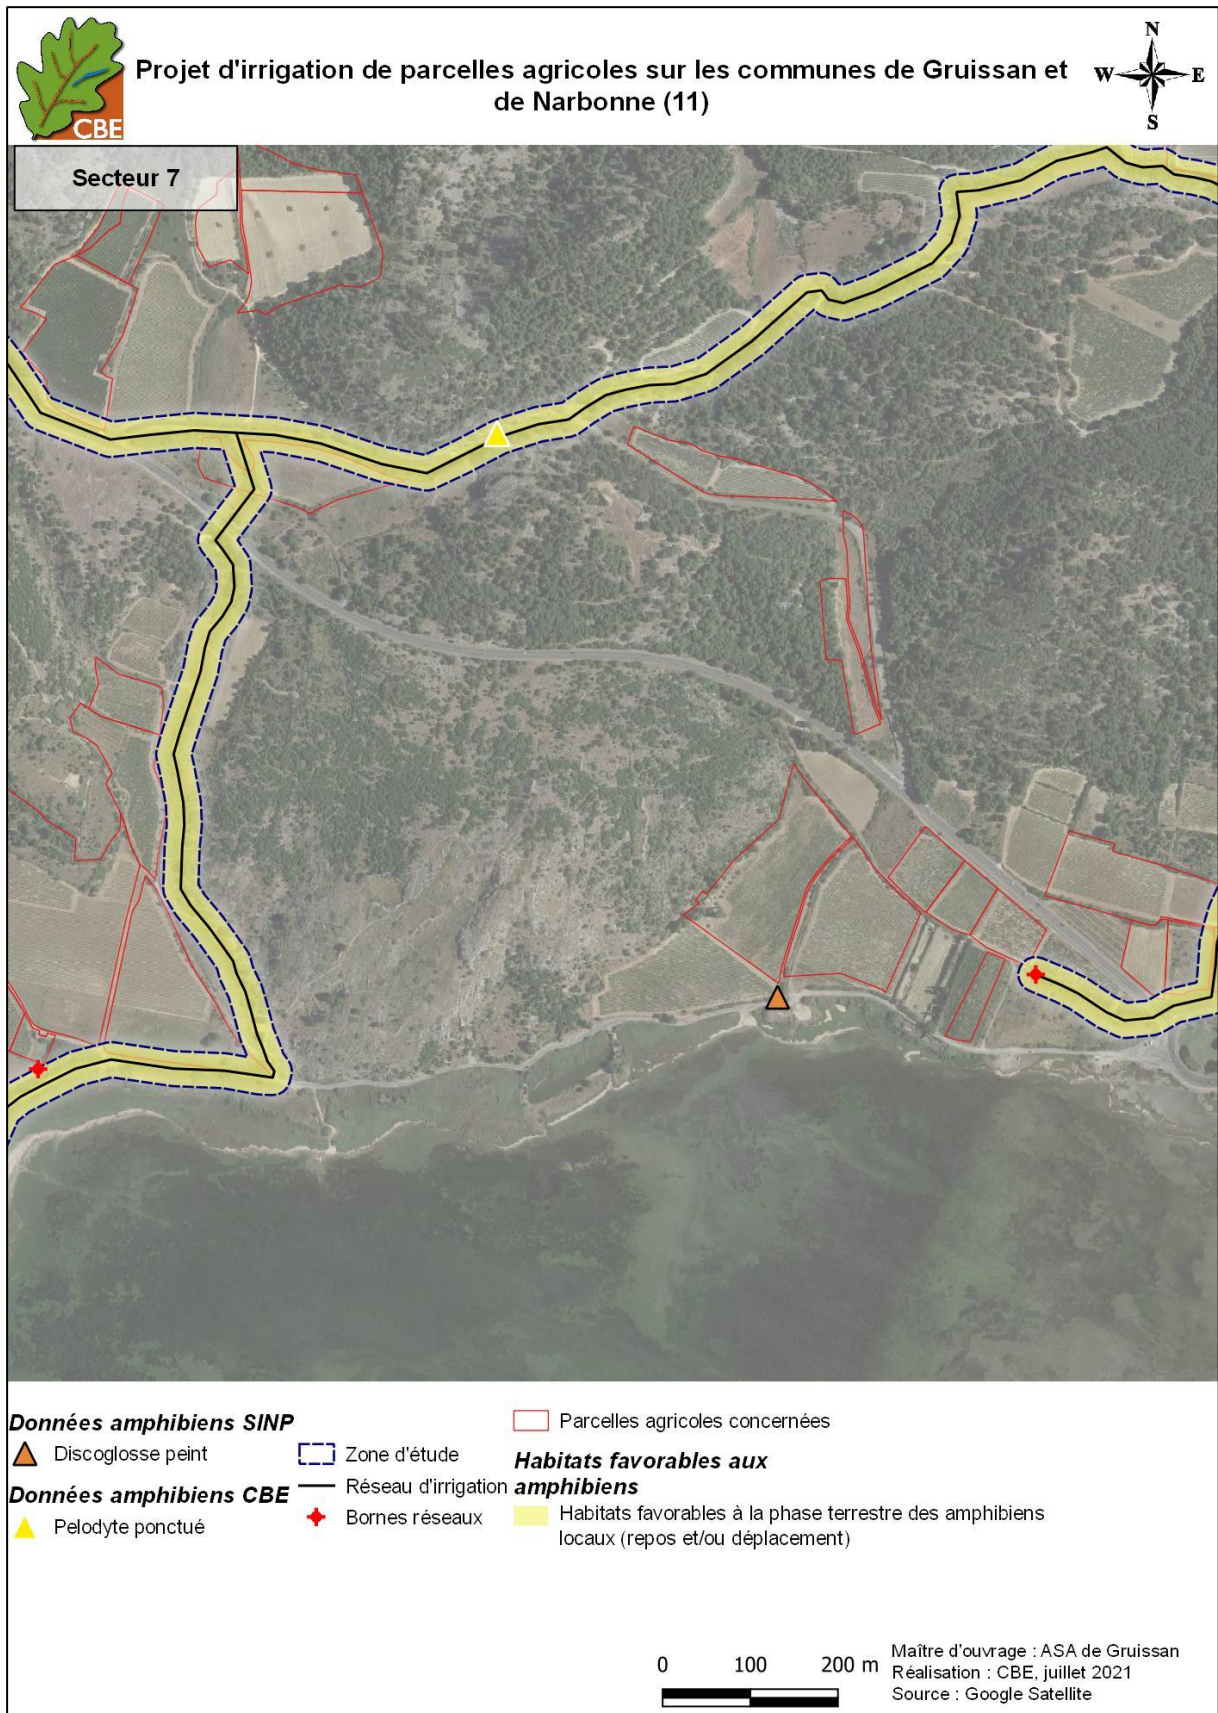 CBE
Projet d'irrigation de parcelles agricoles sur les communes de Gruissan et
de Narbonne (11)
N
W
E
S
Secteur 7
Données amphibiens SINP
Discoglosse peint
Données amphibiens CBE
Pelodyte ponctué
Zone d'étude
Réseau d'irrigation
Bornes réseaux
Parcelles agricoles concernées
Habitats favorables aux
amphibiens
Habitats favorables à la phase terrestre des amphibiens
locaux (repos et/ou déplacement)
0 100 200 m
Maître d'ouvrage : ASA de Gruissan
Réalisation : CBE, juillet 2021
Source : Google Satellite